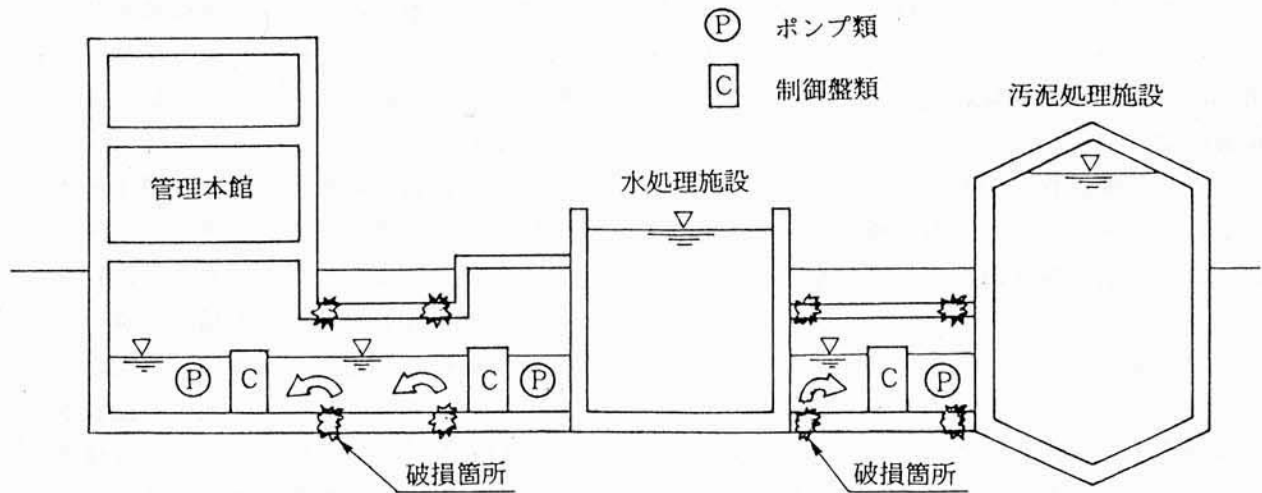 P ポンプ類
C 制御盤類
汚泥処理施設
管理本館
水処理施設
P C C P C P
破損箇所 破損箇所